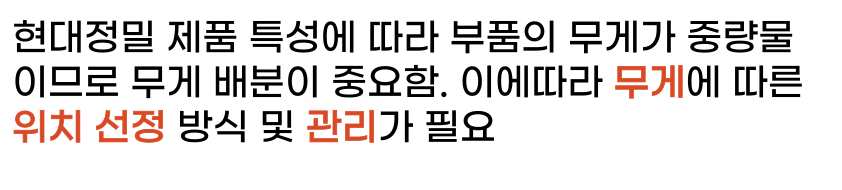 현대정밀 제품 특성에 따라 부품의 무게가 중량물
이므로 무게 배분이 중요함. 이에따라 무게에 따른
위치 선정 방식 및 관리가 필요